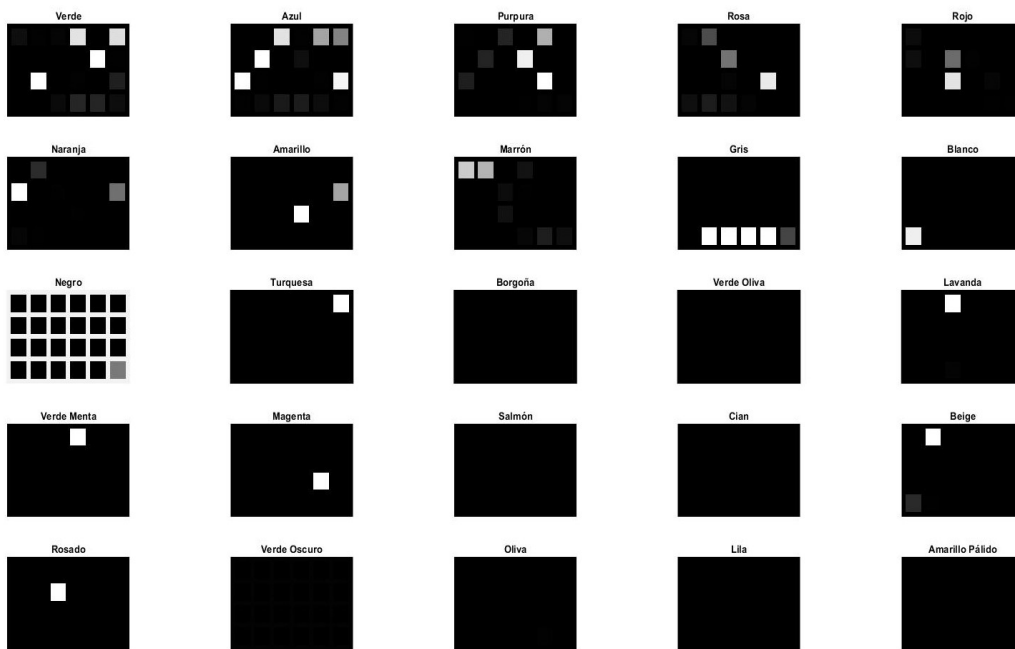 Verde
Azul
Purpura
Rosa
Rojo
Naranja
Amarillo
Marrón
Gris
Blanco
Negro
Turquesa
Borgoña
Verde Oliva
Lavanda
Verde Menta
Magenta
Salmón
Cian
Beige
Rosado
Verde Oscuro
Oliva
Lila
Amarillo Pálido